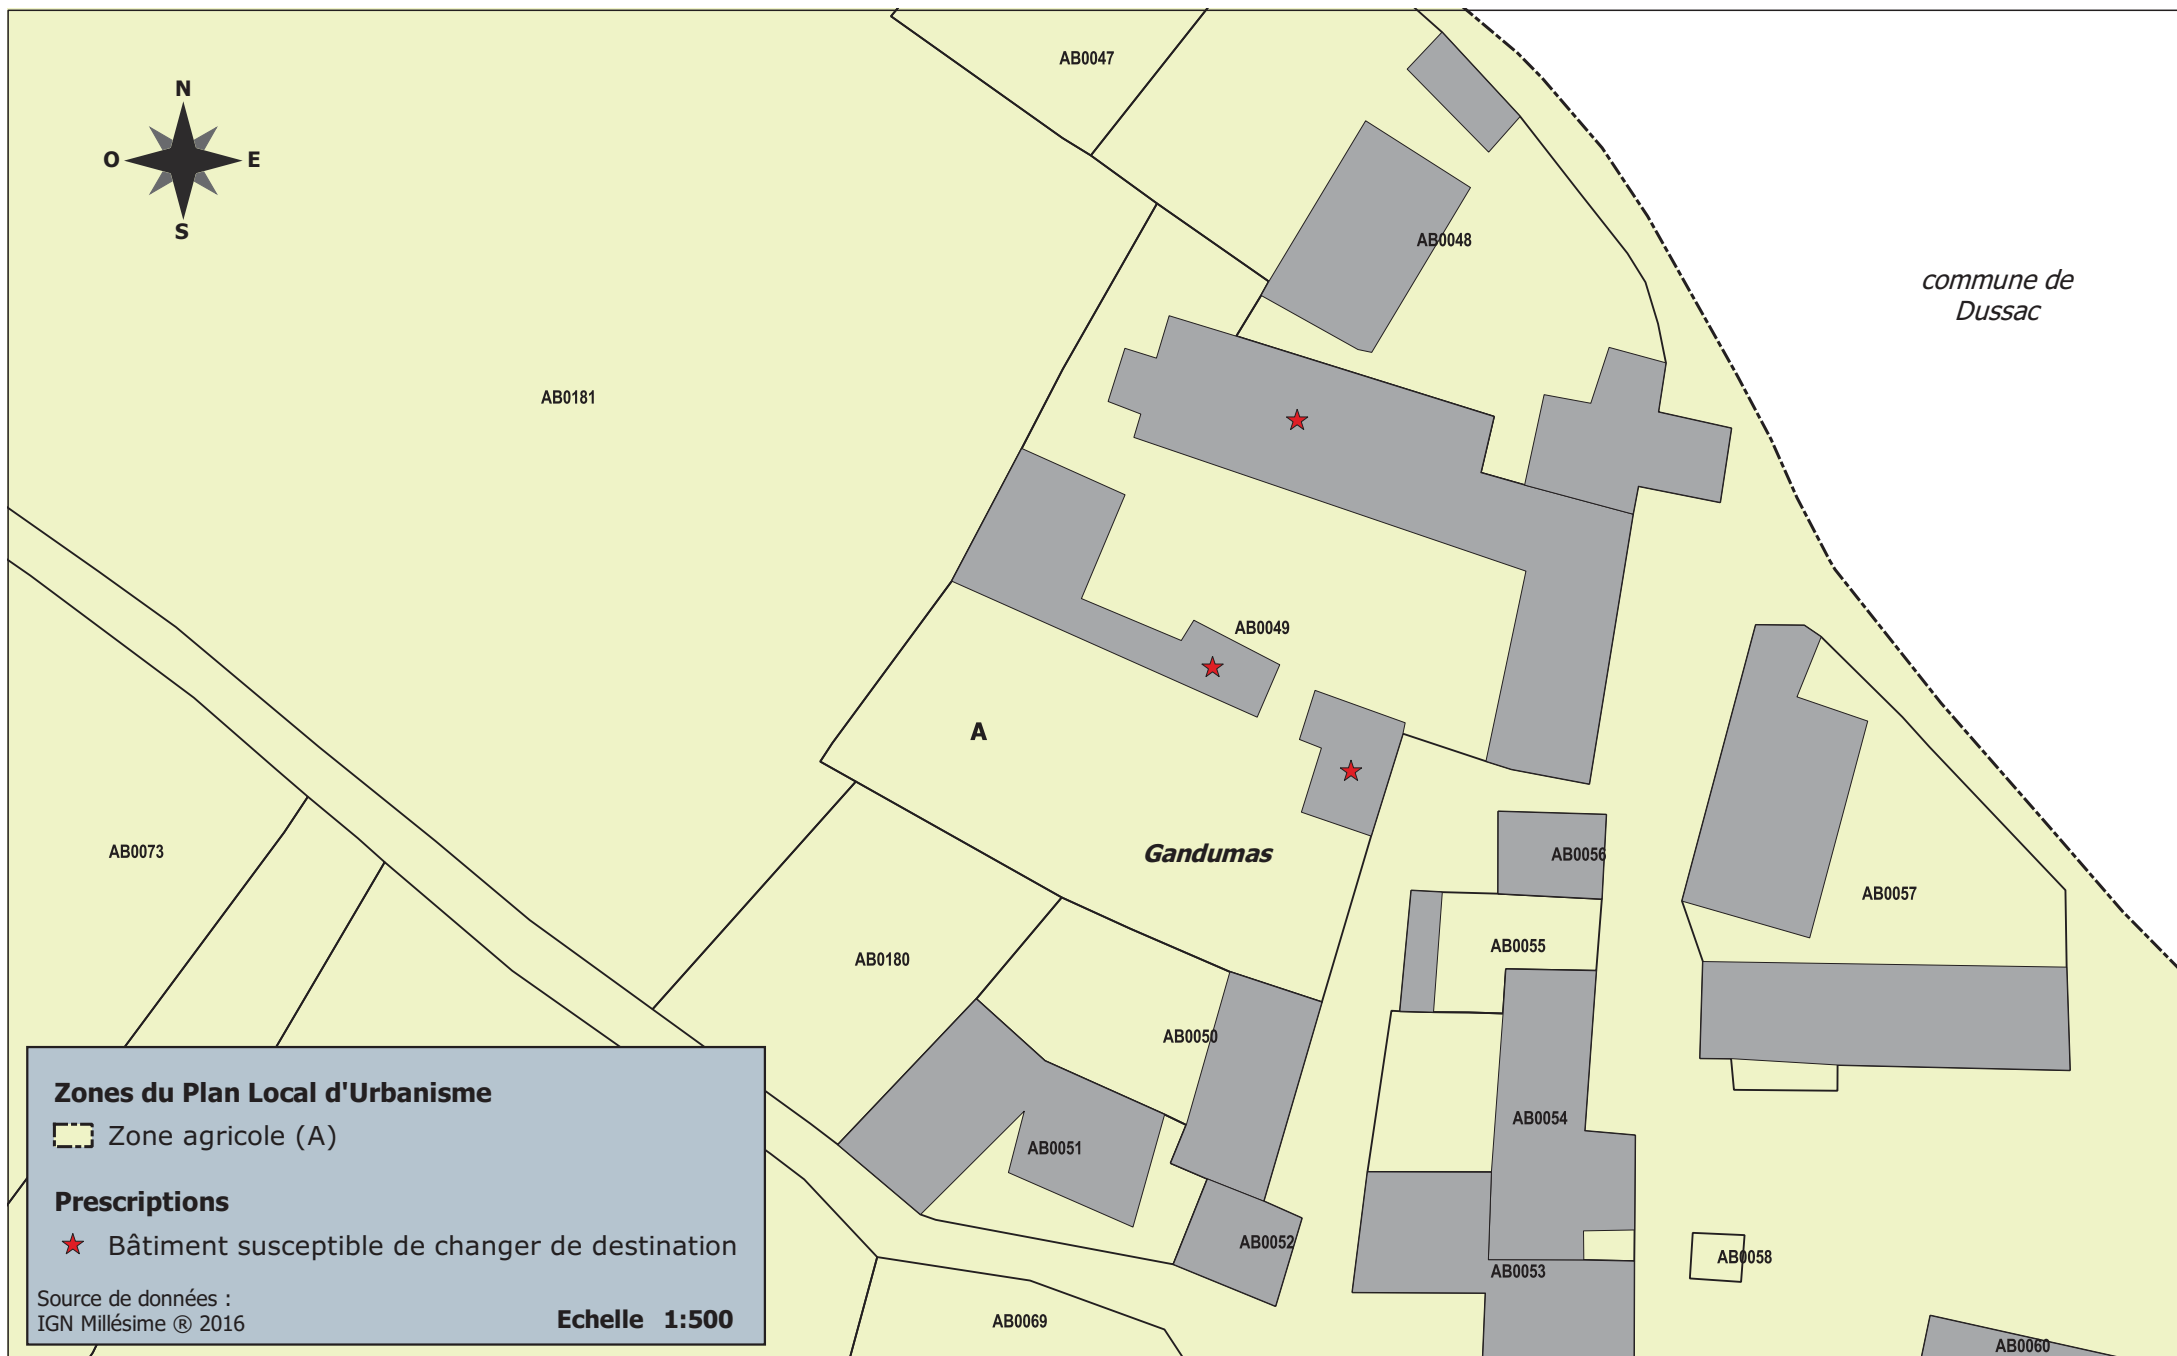 AB0047
N
O
E
S
AB0048
commune de
Dussac
AB0181
AB0049
A
Gandumas
AB0073
AB0056
AB0057
AB0055
AB0180
AB0050
AB0054
AB0051
AB0052
AB0058
AB0053
AB0069
AB0060
Zones du Plan Local d'Urbanisme
Zone agricole (A)
Prescriptions
Bâtiment susceptible de changer de destination
Source de données :
IGN Millésime ® 2016
Echelle 1:500